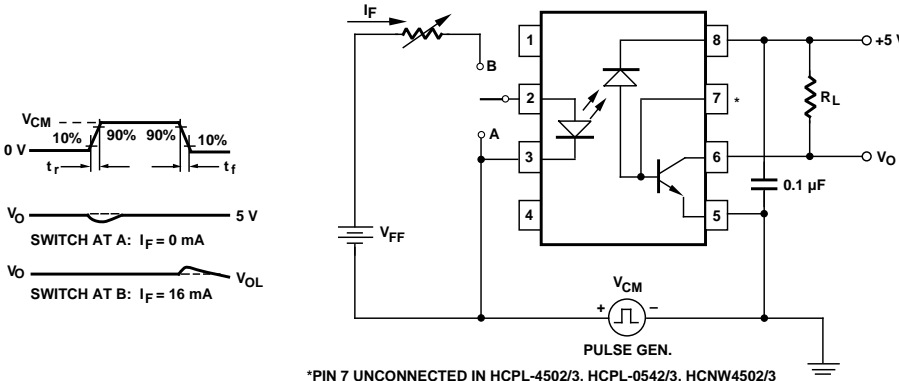 V_CM
10% 90% 90% 10%
0 V
t_r t_f
V_O 5 V
SWITCH AT A: I_F = 0 mA
V_O V_OL
SWITCH AT B: I_F = 16 mA
I_F
B
A
V_FF
1
2
3
4
8
7 *
6
5
+5 V
R_L
V_O
0.1 µF
V_CM
+ –
PULSE GEN.
*PIN 7 UNCONNECTED IN HCPL-4502/3, HCPL-0542/3, HCNW4502/3